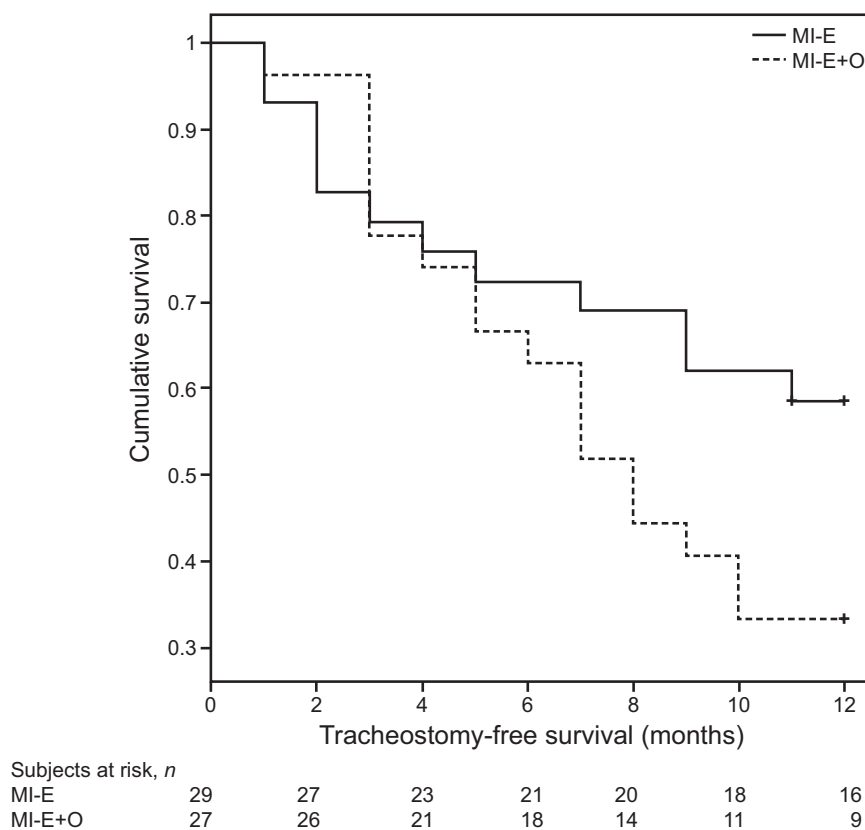 MI-E
MI-E+O
1
0.9
0.8
0.7
0.6
0.5
0.4
0.3
Cumulative survival
0 2 4 6 8 10 12
Tracheostomy-free survival (months)
Subjects at risk, n
MI-E 29 27 23 21 20 18 16
MI-E+O 27 26 21 18 14 11 9